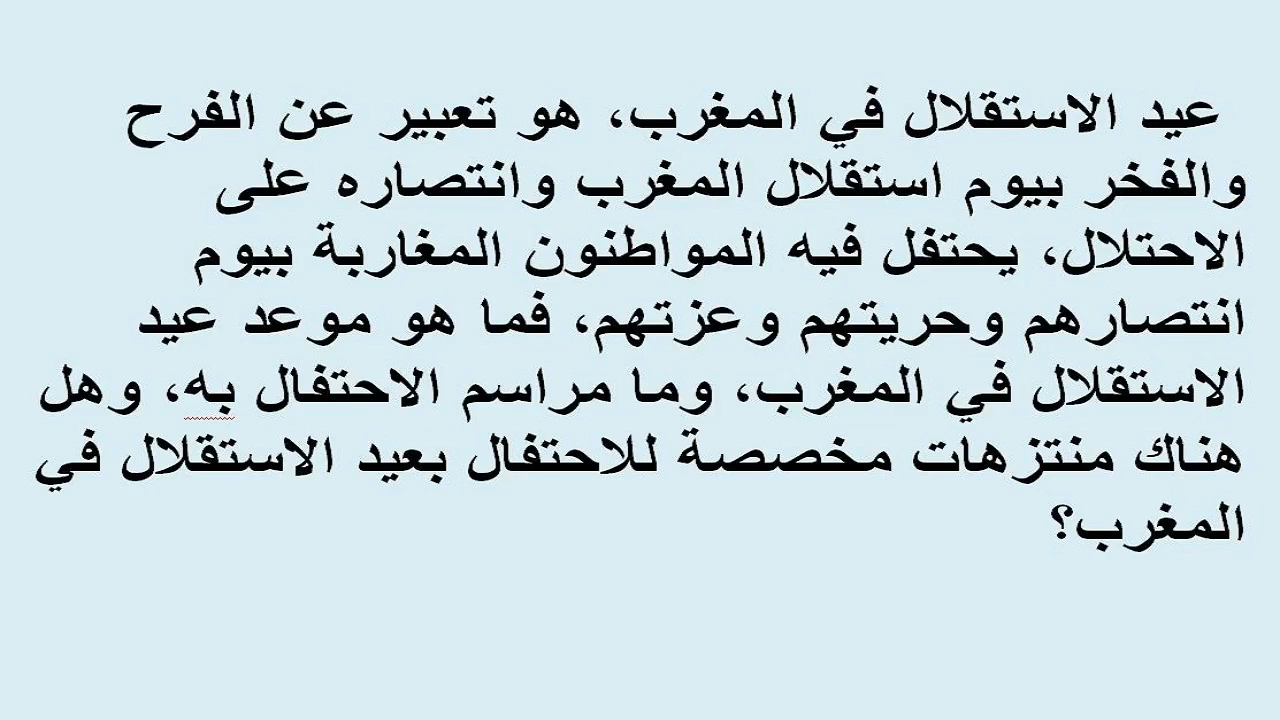 عيد الاستقلال في المغرب، هو تعبير عن الفرح
والفخر بيوم استقلال المغرب وانتصاره على
الاحتلال، يحتفل فيه المواطنون المغاربة بيوم
انتصارهم وحريتهم وعزتهم، فما هو موعد عيد
الاستقلال في المغرب، وما مراسم الاحتفال به، وهل
هناك منتزهات مخصصة للاحتفال بعيد الاستقلال في
المغرب؟